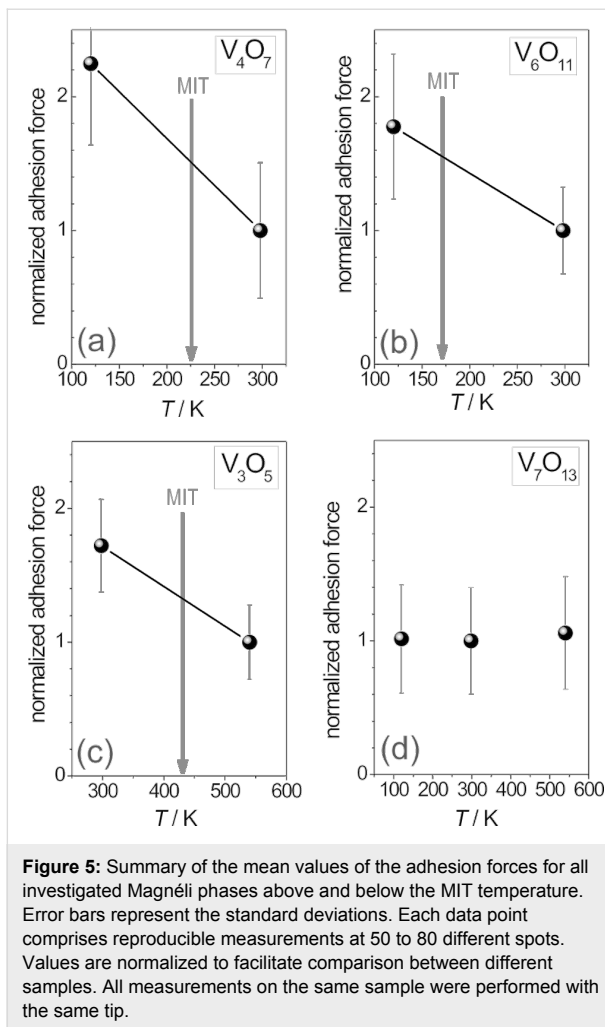 V₄O₇
MIT
normalized adhesion force
2
1
0
(a)
100 150 200 250 300
T / K
V₆O₁₁
MIT
normalized adhesion force
2
1
0
(b)
100 150 200 250 300
T / K
V₃O₅
MIT
normalized adhesion force
2
1
0
(c)
300 400 500 600
T / K
V₇O₁₃
normalized adhesion force
2
1
0
(d)
100 200 300 400 500 600
T / K
Figure 5: Summary of the mean values of the adhesion forces for all
investigated Magnéli phases above and below the MIT temperature.
Error bars represent the standard deviations. Each data point
comprises reproducible measurements at 50 to 80 different spots.
Values are normalized to facilitate comparison between different
samples. All measurements on the same sample were performed with
the same tip.